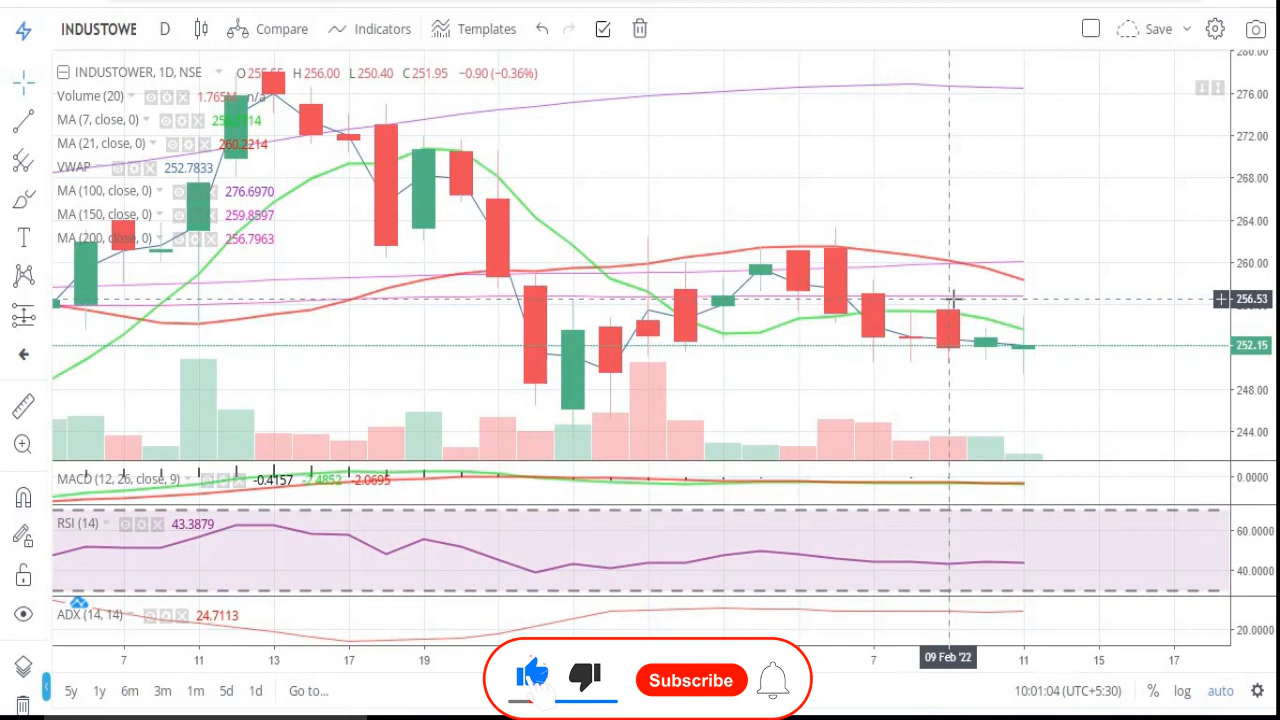 INDUSTOWE D Compare Indicators Templates Save
INDUSTOWER, 1D, NSE H 256.00 L 250.40 C 251.95 −0.90 (−0.36%)
Volume (20) 1.765M n/a
MA (7, close, 0)
MA (21, close, 0) 260.2214
VWAP 252.7833
MA (100, close, 0) 276.6970
MA (150, close, 0) 259.8597
MA (200, close, 0) 256.7963
280.00
276.00
272.00
268.00
264.00
260.00
256.53
252.15
248.00
244.00
MACD (12, 26, close, 9) -0.4157 -2.0695
0.0000
RSI (14) 43.3879
60.0000
40.0000
ADX (14, 14) 24.7113
20.0000
7 11 13 17 19 7 09 Feb '22 11 15 17
Subscribe
5y 1y 6m 3m 1m 5d 1d Go to... 10:01:04 (UTC+5:30) % log auto